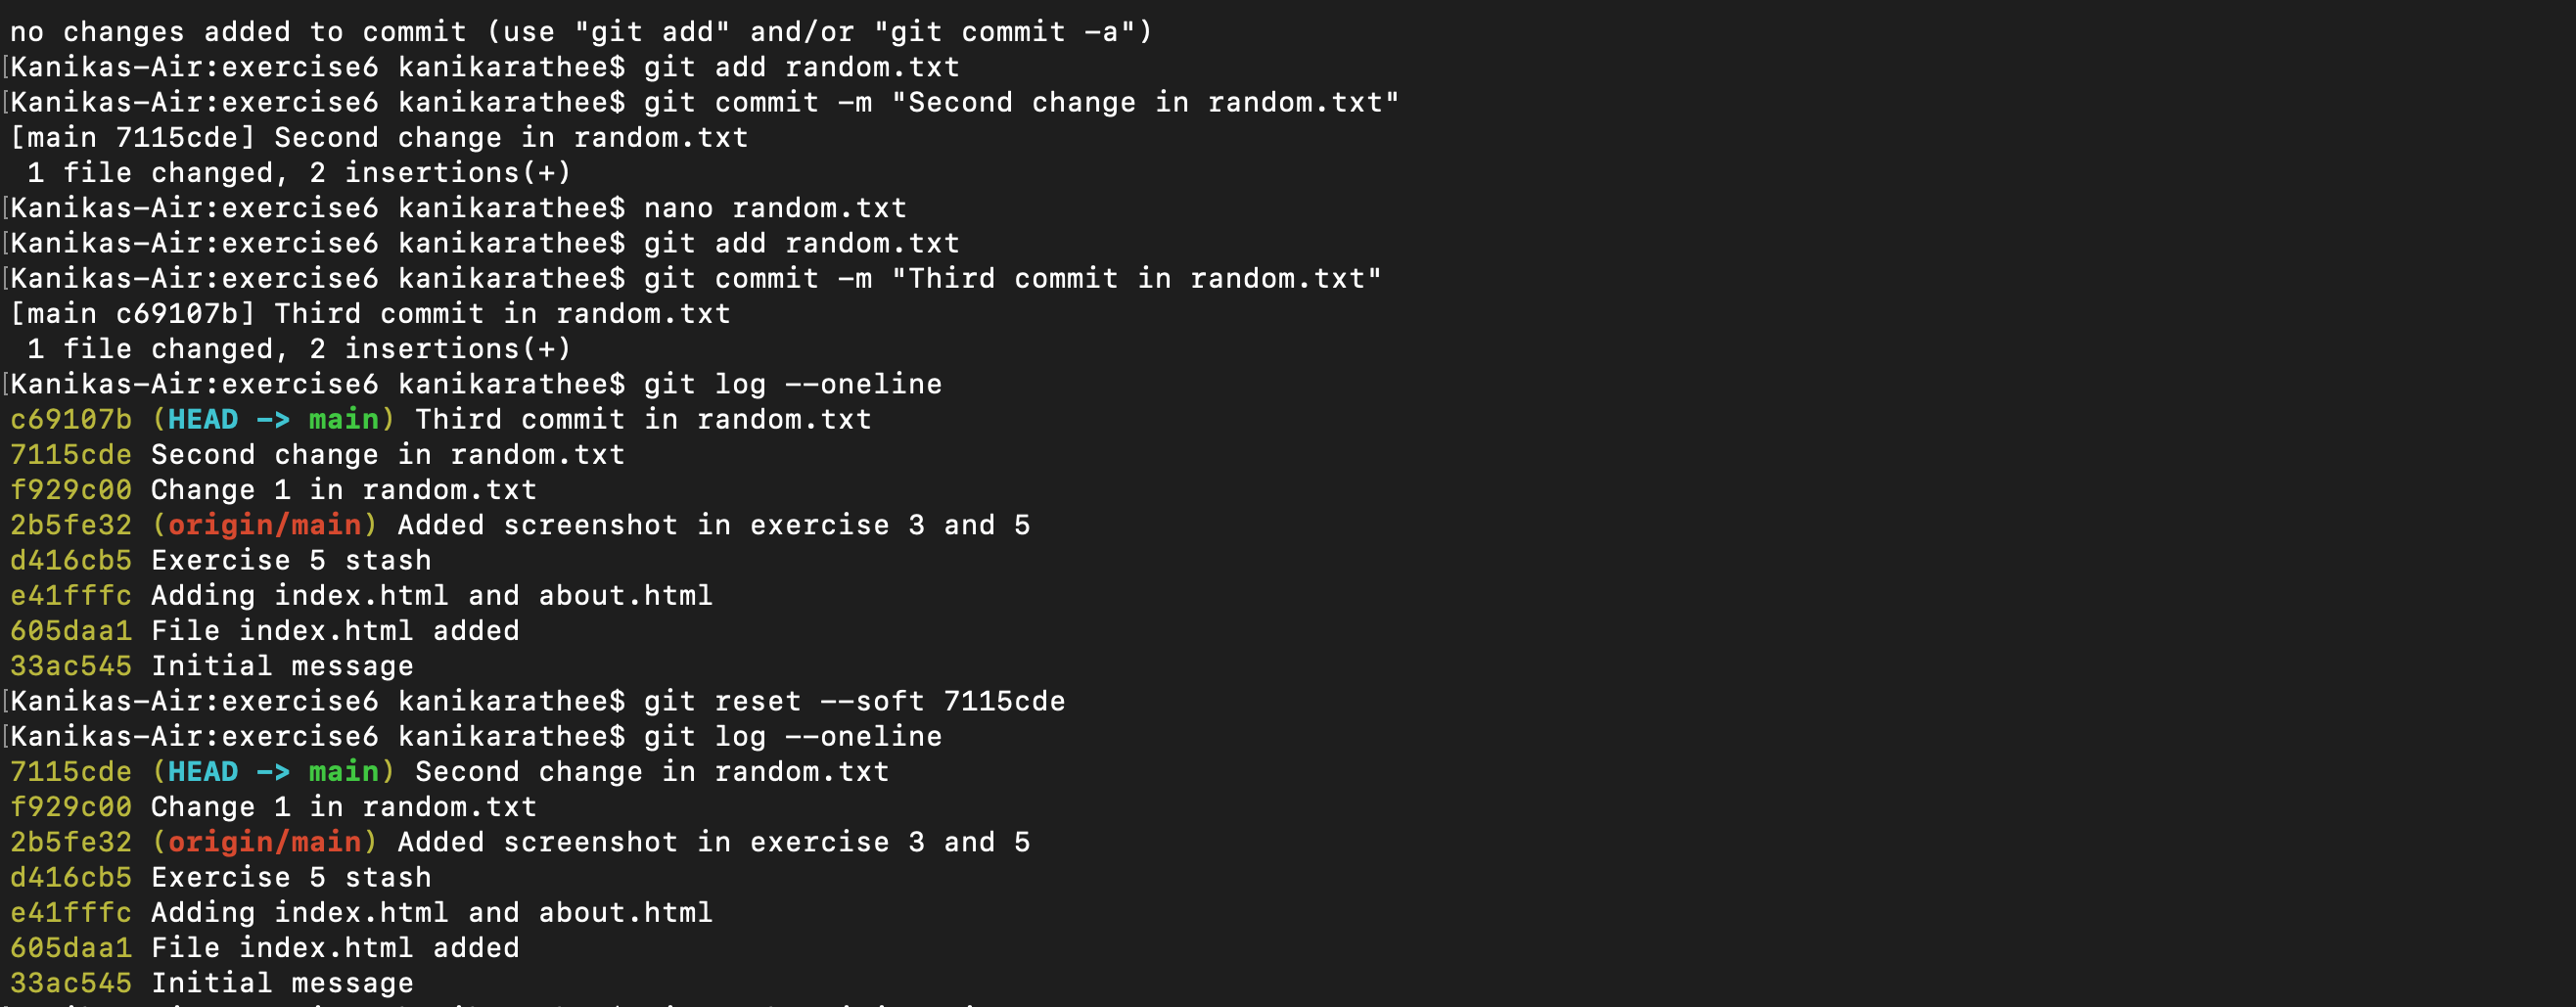 no changes added to commit (use "git add" and/or "git commit -a")
[Kanikas-Air:exercise6 kanikarathee$ git add random.txt
[Kanikas-Air:exercise6 kanikarathee$ git commit -m "Second change in random.txt"
[main 7115cde] Second change in random.txt
 1 file changed, 2 insertions(+)
[Kanikas-Air:exercise6 kanikarathee$ nano random.txt
[Kanikas-Air:exercise6 kanikarathee$ git add random.txt
[Kanikas-Air:exercise6 kanikarathee$ git commit -m "Third commit in random.txt"
[main c69107b] Third commit in random.txt
 1 file changed, 2 insertions(+)
[Kanikas-Air:exercise6 kanikarathee$ git log --oneline
c69107b (HEAD -> main) Third commit in random.txt
7115cde Second change in random.txt
f929c00 Change 1 in random.txt
2b5fe32 (origin/main) Added screenshot in exercise 3 and 5
d416cb5 Exercise 5 stash
e41fffc Adding index.html and about.html
605daa1 File index.html added
33ac545 Initial message
[Kanikas-Air:exercise6 kanikarathee$ git reset --soft 7115cde
[Kanikas-Air:exercise6 kanikarathee$ git log --oneline
7115cde (HEAD -> main) Second change in random.txt
f929c00 Change 1 in random.txt
2b5fe32 (origin/main) Added screenshot in exercise 3 and 5
d416cb5 Exercise 5 stash
e41fffc Adding index.html and about.html
605daa1 File index.html added
33ac545 Initial message